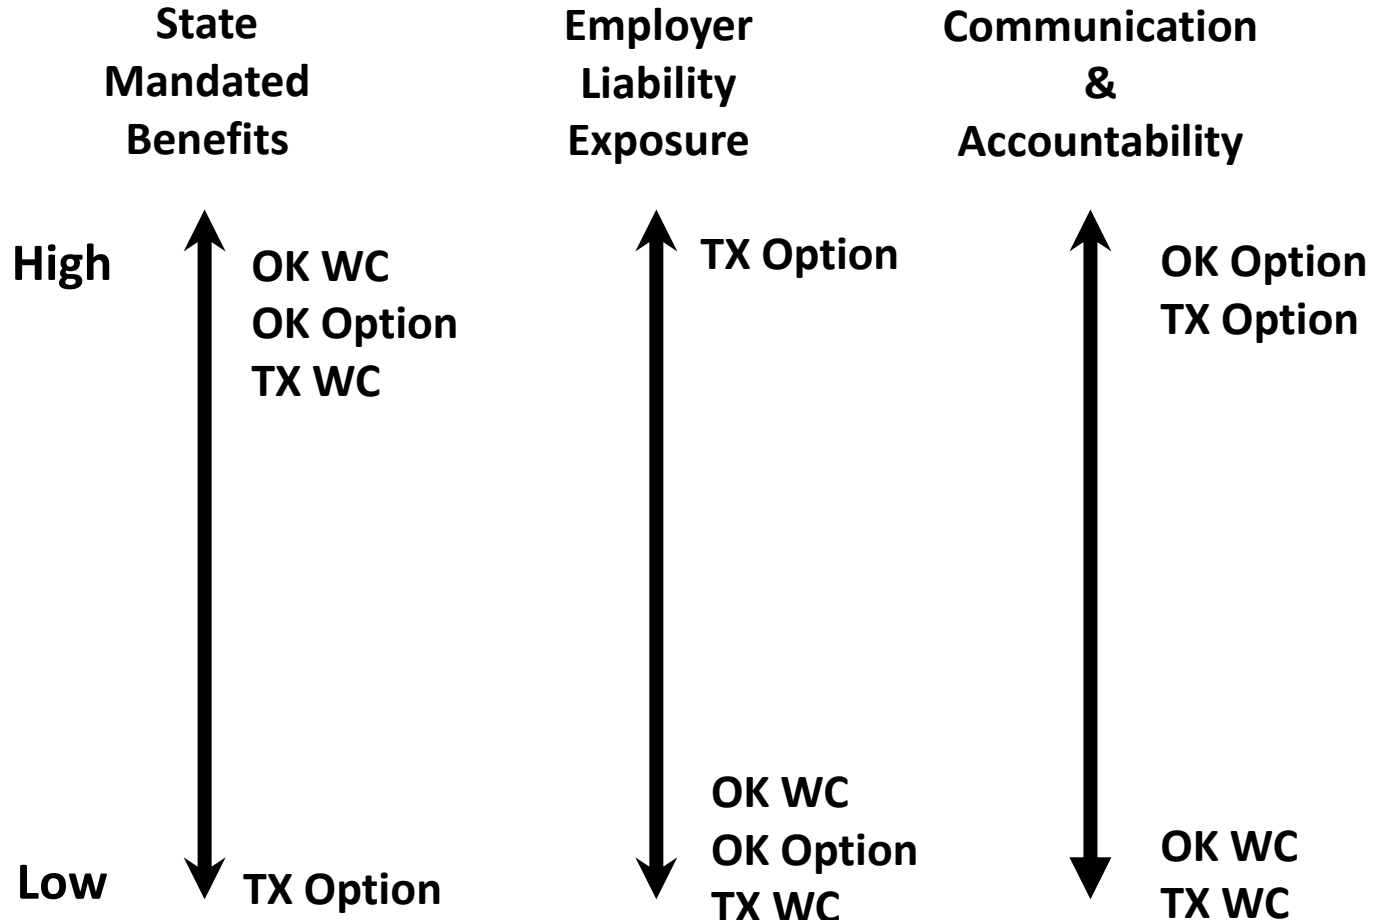 State
Mandated
Benefits
Employer
Liability
Exposure
Communication
&
Accountability
High
OK WC
OK Option
TX WC
TX Option
OK Option
TX Option
Low
TX Option
OK WC
OK Option
TX WC
OK WC
TX WC